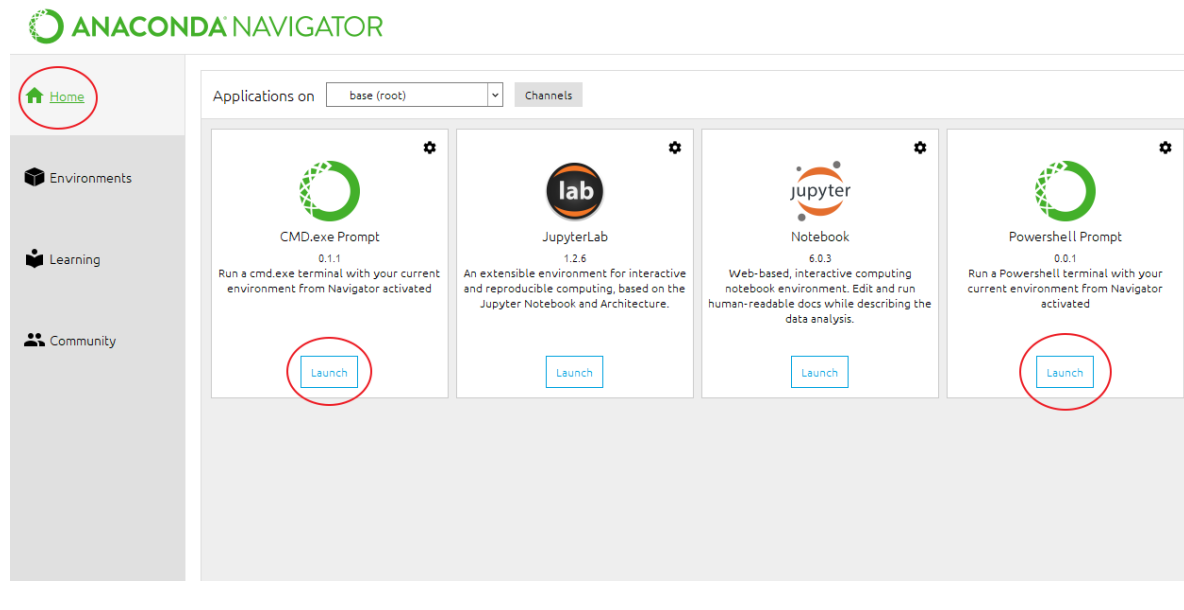 ANACONDA NAVIGATOR
Home
Environments
Learning
Community
Applications on base (root) Channels
CMD.exe Prompt
0.1.1
Run a cmd.exe terminal with your current
environment from Navigator activated
Launch
lab
JupyterLab
1.2.6
An extensible environment for interactive
and reproducible computing, based on the
Jupyter Notebook and Architecture.
Launch
jupyter
Notebook
6.0.3
Web-based, interactive computing
notebook environment. Edit and run
human-readable docs while describing the
data analysis.
Launch
Powershell Prompt
0.0.1
Run a Powershell terminal with your
current environment from Navigator
activated
Launch